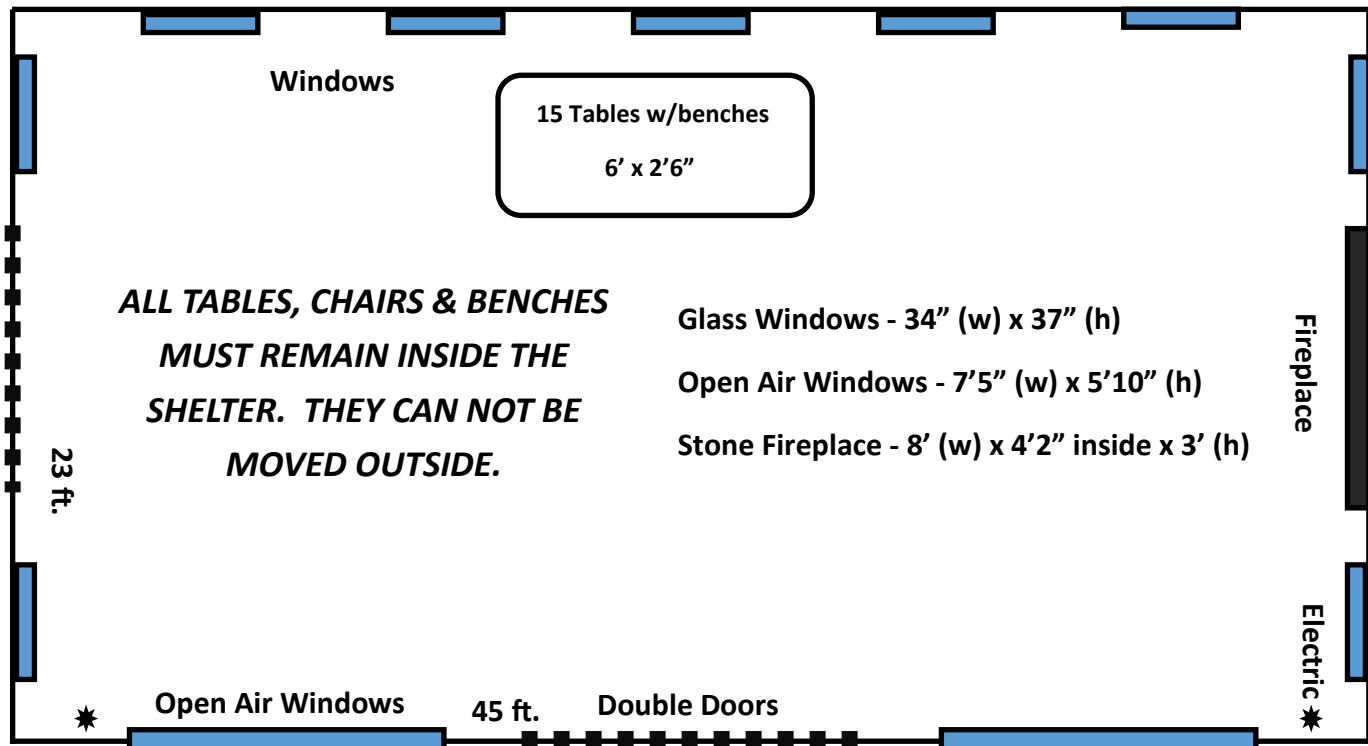 Windows
15 Tables w/benches
6’ x 2’6”
ALL TABLES, CHAIRS & BENCHES
MUST REMAIN INSIDE THE
SHELTER.  THEY CAN NOT BE
MOVED OUTSIDE.
Glass Windows - 34” (w) x 37” (h)
Open Air Windows - 7’5” (w) x 5’10” (h)
Stone Fireplace - 8’ (w) x 4’2” inside x 3’ (h)
Fireplace
23 ft.
Electric
Open Air Windows
45 ft.
Double Doors